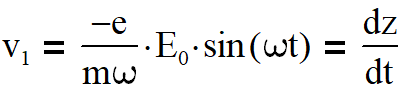 v₁ = −e/mω · E₀ · sin(ωt) = dz/dt